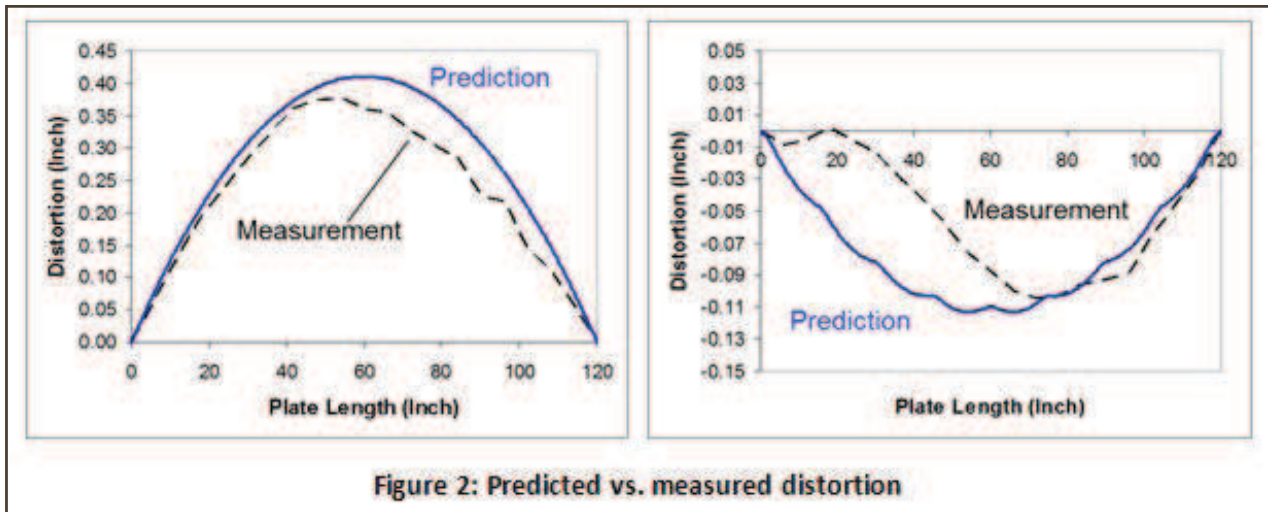 0.45
0.40
0.35
0.30
0.25
0.20
0.15
0.10
0.05
0.00
Distortion (Inch)
Prediction
Measurement
0 20 40 60 80 100 120
Plate Length (Inch)
0.05
0.03
0.01
-0.01
-0.03
-0.05
-0.07
-0.09
-0.11
-0.13
-0.15
Distortion (Inch)
0 20 40 60 80 100 120
Measurement
Prediction
Plate Length (Inch)
Figure 2: Predicted vs. measured distortion